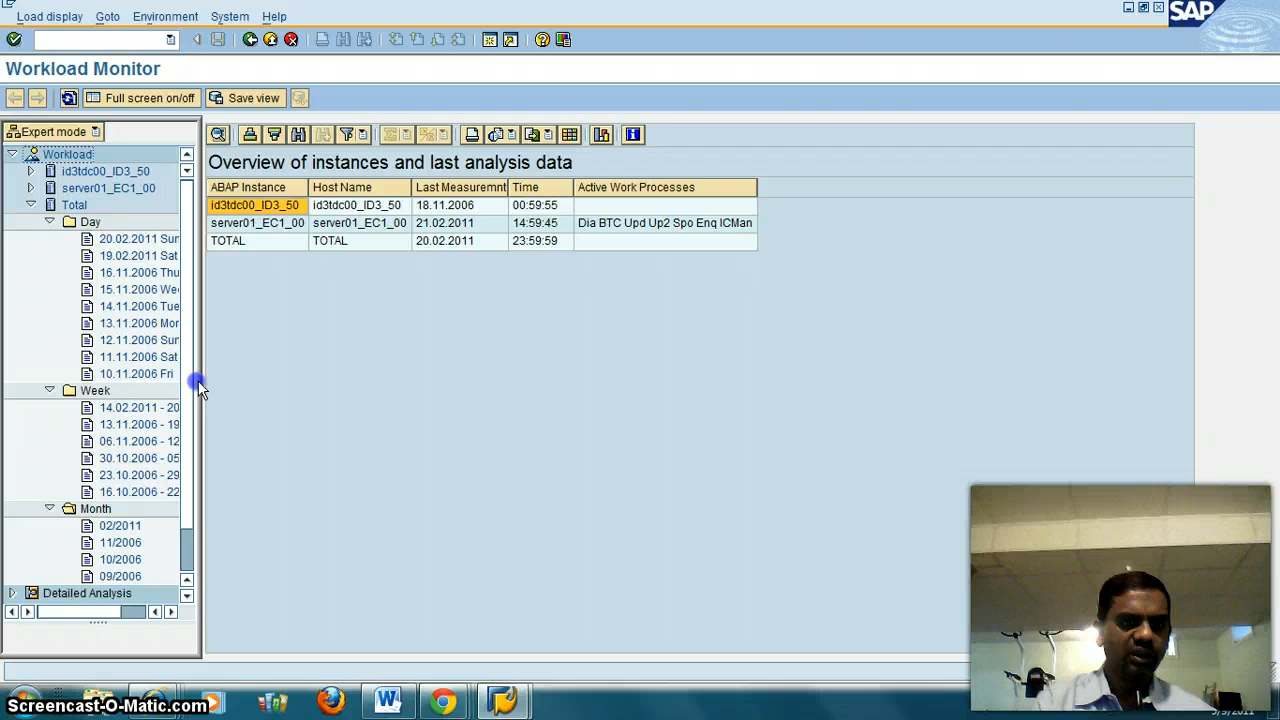 Load display Goto Environment System Help
SAP
Workload Monitor
Full screen on/off Save view
Expert mode
Workload
id3tdc00_ID3_50
server01_EC1_00
Total
Day
20.02.2011 Sun
19.02.2011 Sat
16.11.2006 Thu
15.11.2006 We
14.11.2006 Tue
13.11.2006 Mor
12.11.2006 Sun
11.11.2006 Sat
10.11.2006 Fri
Week
14.02.2011 - 20
13.11.2006 - 19
06.11.2006 - 12
30.10.2006 - 05
23.10.2006 - 29
16.10.2006 - 22
Month
02/2011
11/2006
10/2006
09/2006
Detailed Analysis
Overview of instances and last analysis data
ABAP Instance Host Name Last Measuremnt Time Active Work Processes
id3tdc00_ID3_50 id3tdc00_ID3_50 18.11.2006 00:59:55
server01_EC1_00 server01_EC1_00 21.02.2011 14:59:45 Dia BTC Upd Up2 Spo Enq ICMan
TOTAL TOTAL 20.02.2011 23:59:59
Screencast-O-Matic.com